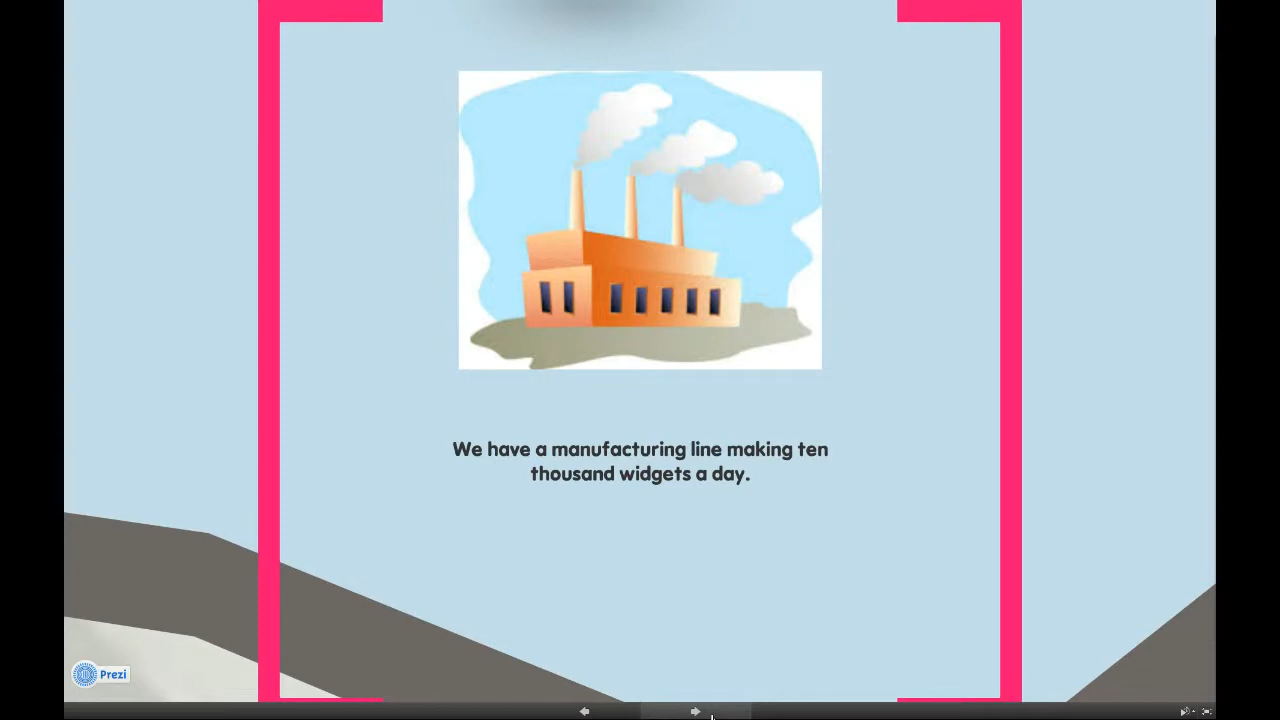 We have a manufacturing line making ten
thousand widgets a day.
Prezi